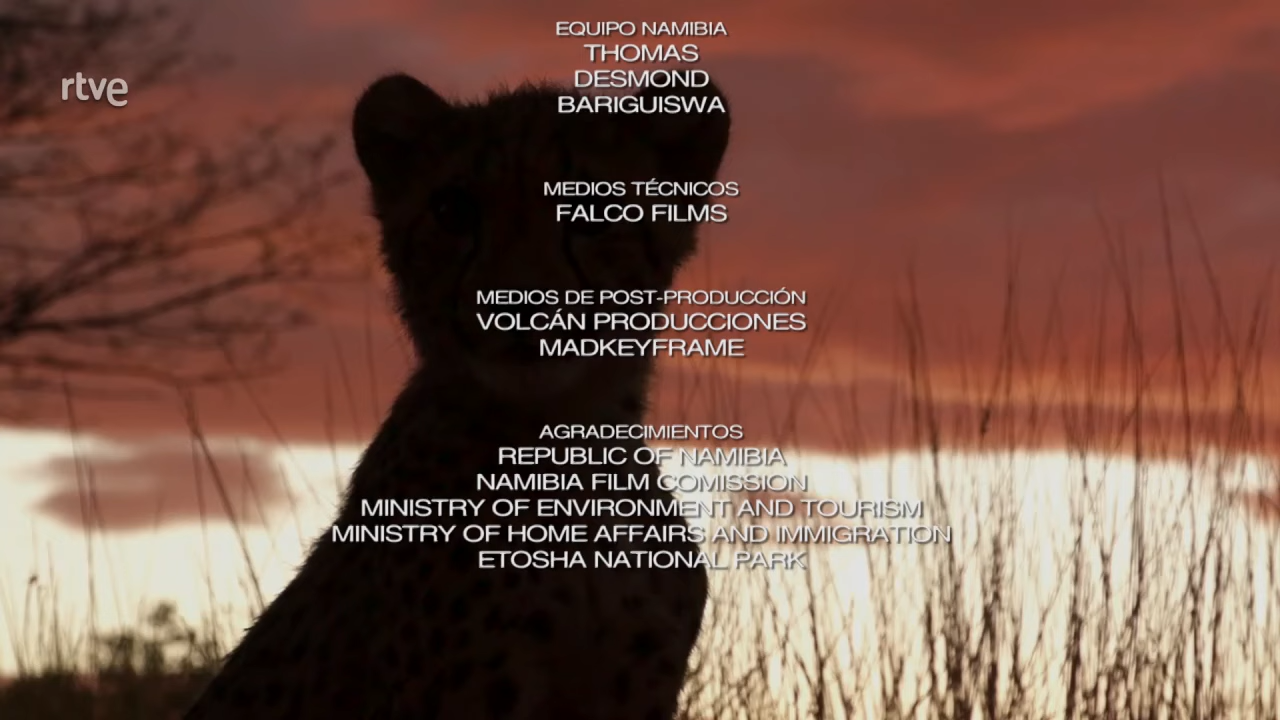 EQUIPO NAMIBIA
THOMAS
DESMOND
BARIGUISWA
rtve
MEDIOS TÉCNICOS
FALCO FILMS
MEDIOS DE POST-PRODUCCIÓN
VOLCÁN PRODUCCIONES
MADKEYFRAME
AGRADECIMIENTOS
REPUBLIC OF NAMIBIA
NAMIBIA FILM COMISSION
MINISTRY OF ENVIRONMENT AND TOURISM
MINISTRY OF HOME AFFAIRS AND IMMIGRATION
ETOSHA NATIONAL PARK